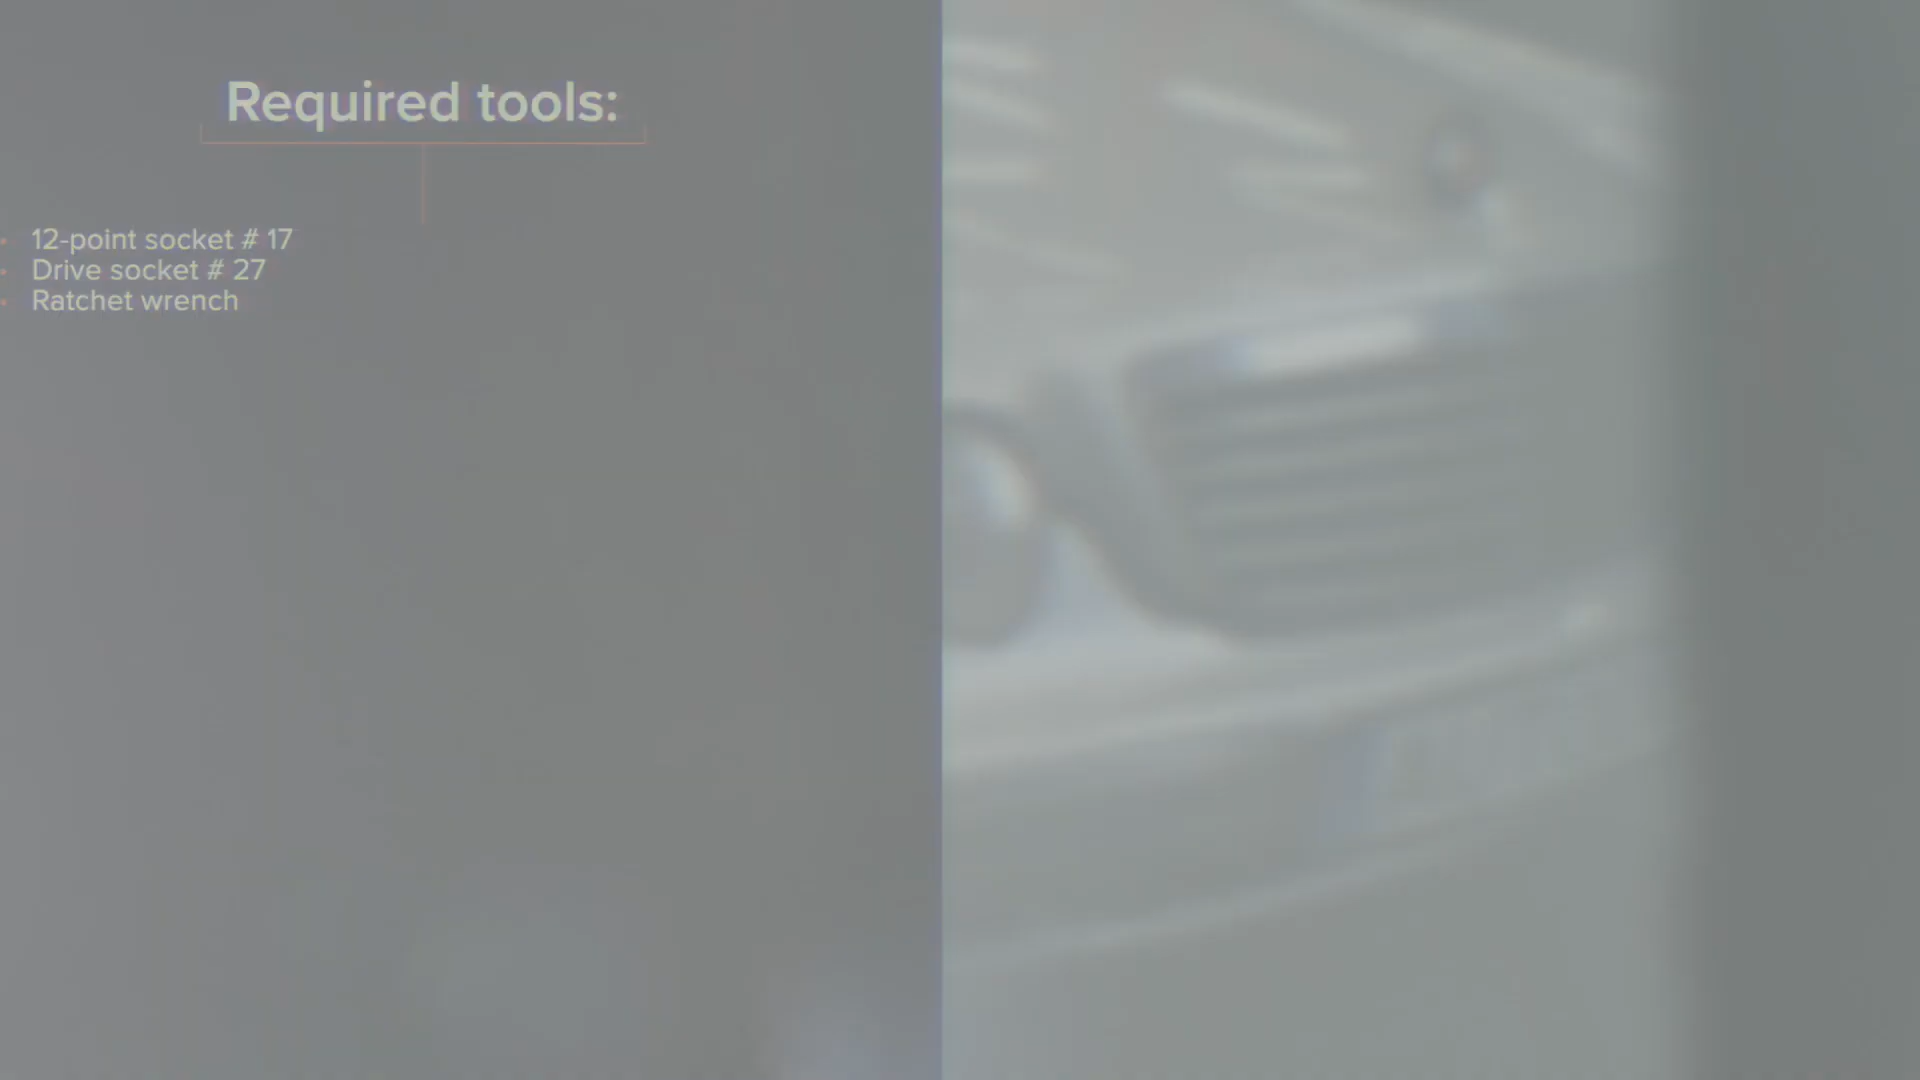 Required tools:
12-point socket # 17
Drive socket # 27
Ratchet wrench